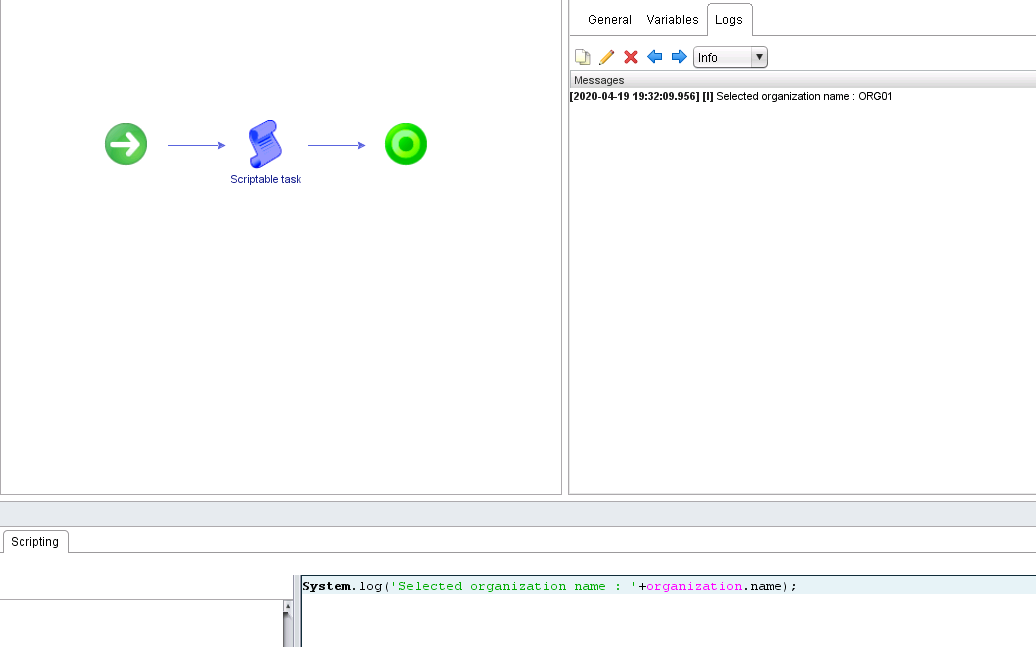 General Variables Logs
Info
Messages
[2020-04-19 19:32:09.956] [I] Selected organization name : ORG01
Scriptable task
Scripting
System.log('Selected organization name : '+organization.name);